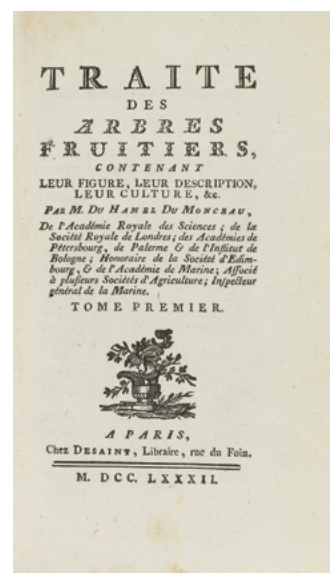 TRAITE
DES
ARBRES
FRUITIERS,
CONTENANT
LEUR FIGURE, LEUR DESCRIPTION,
LEUR CULTURE, &c.
PAR M. DU HAMEL DU MONCEAU,
De l'Académie Royale des Sciences ; de la
Société Royale de Londres ; des Académies de
Pétersbourg, de Palerme & de l'Institut de
Bologne ; Honoraire de la Société d'Edim-
bourg, & de l'Académie de Marine ; Associé
à plusieurs Sociétés d'Agriculture ; Inspecteur
général de la Marine.
TOME PREMIER.
A PARIS,
Chez DESAINT, Libraire, rue du Foin.
M. DCC. LXXXII.